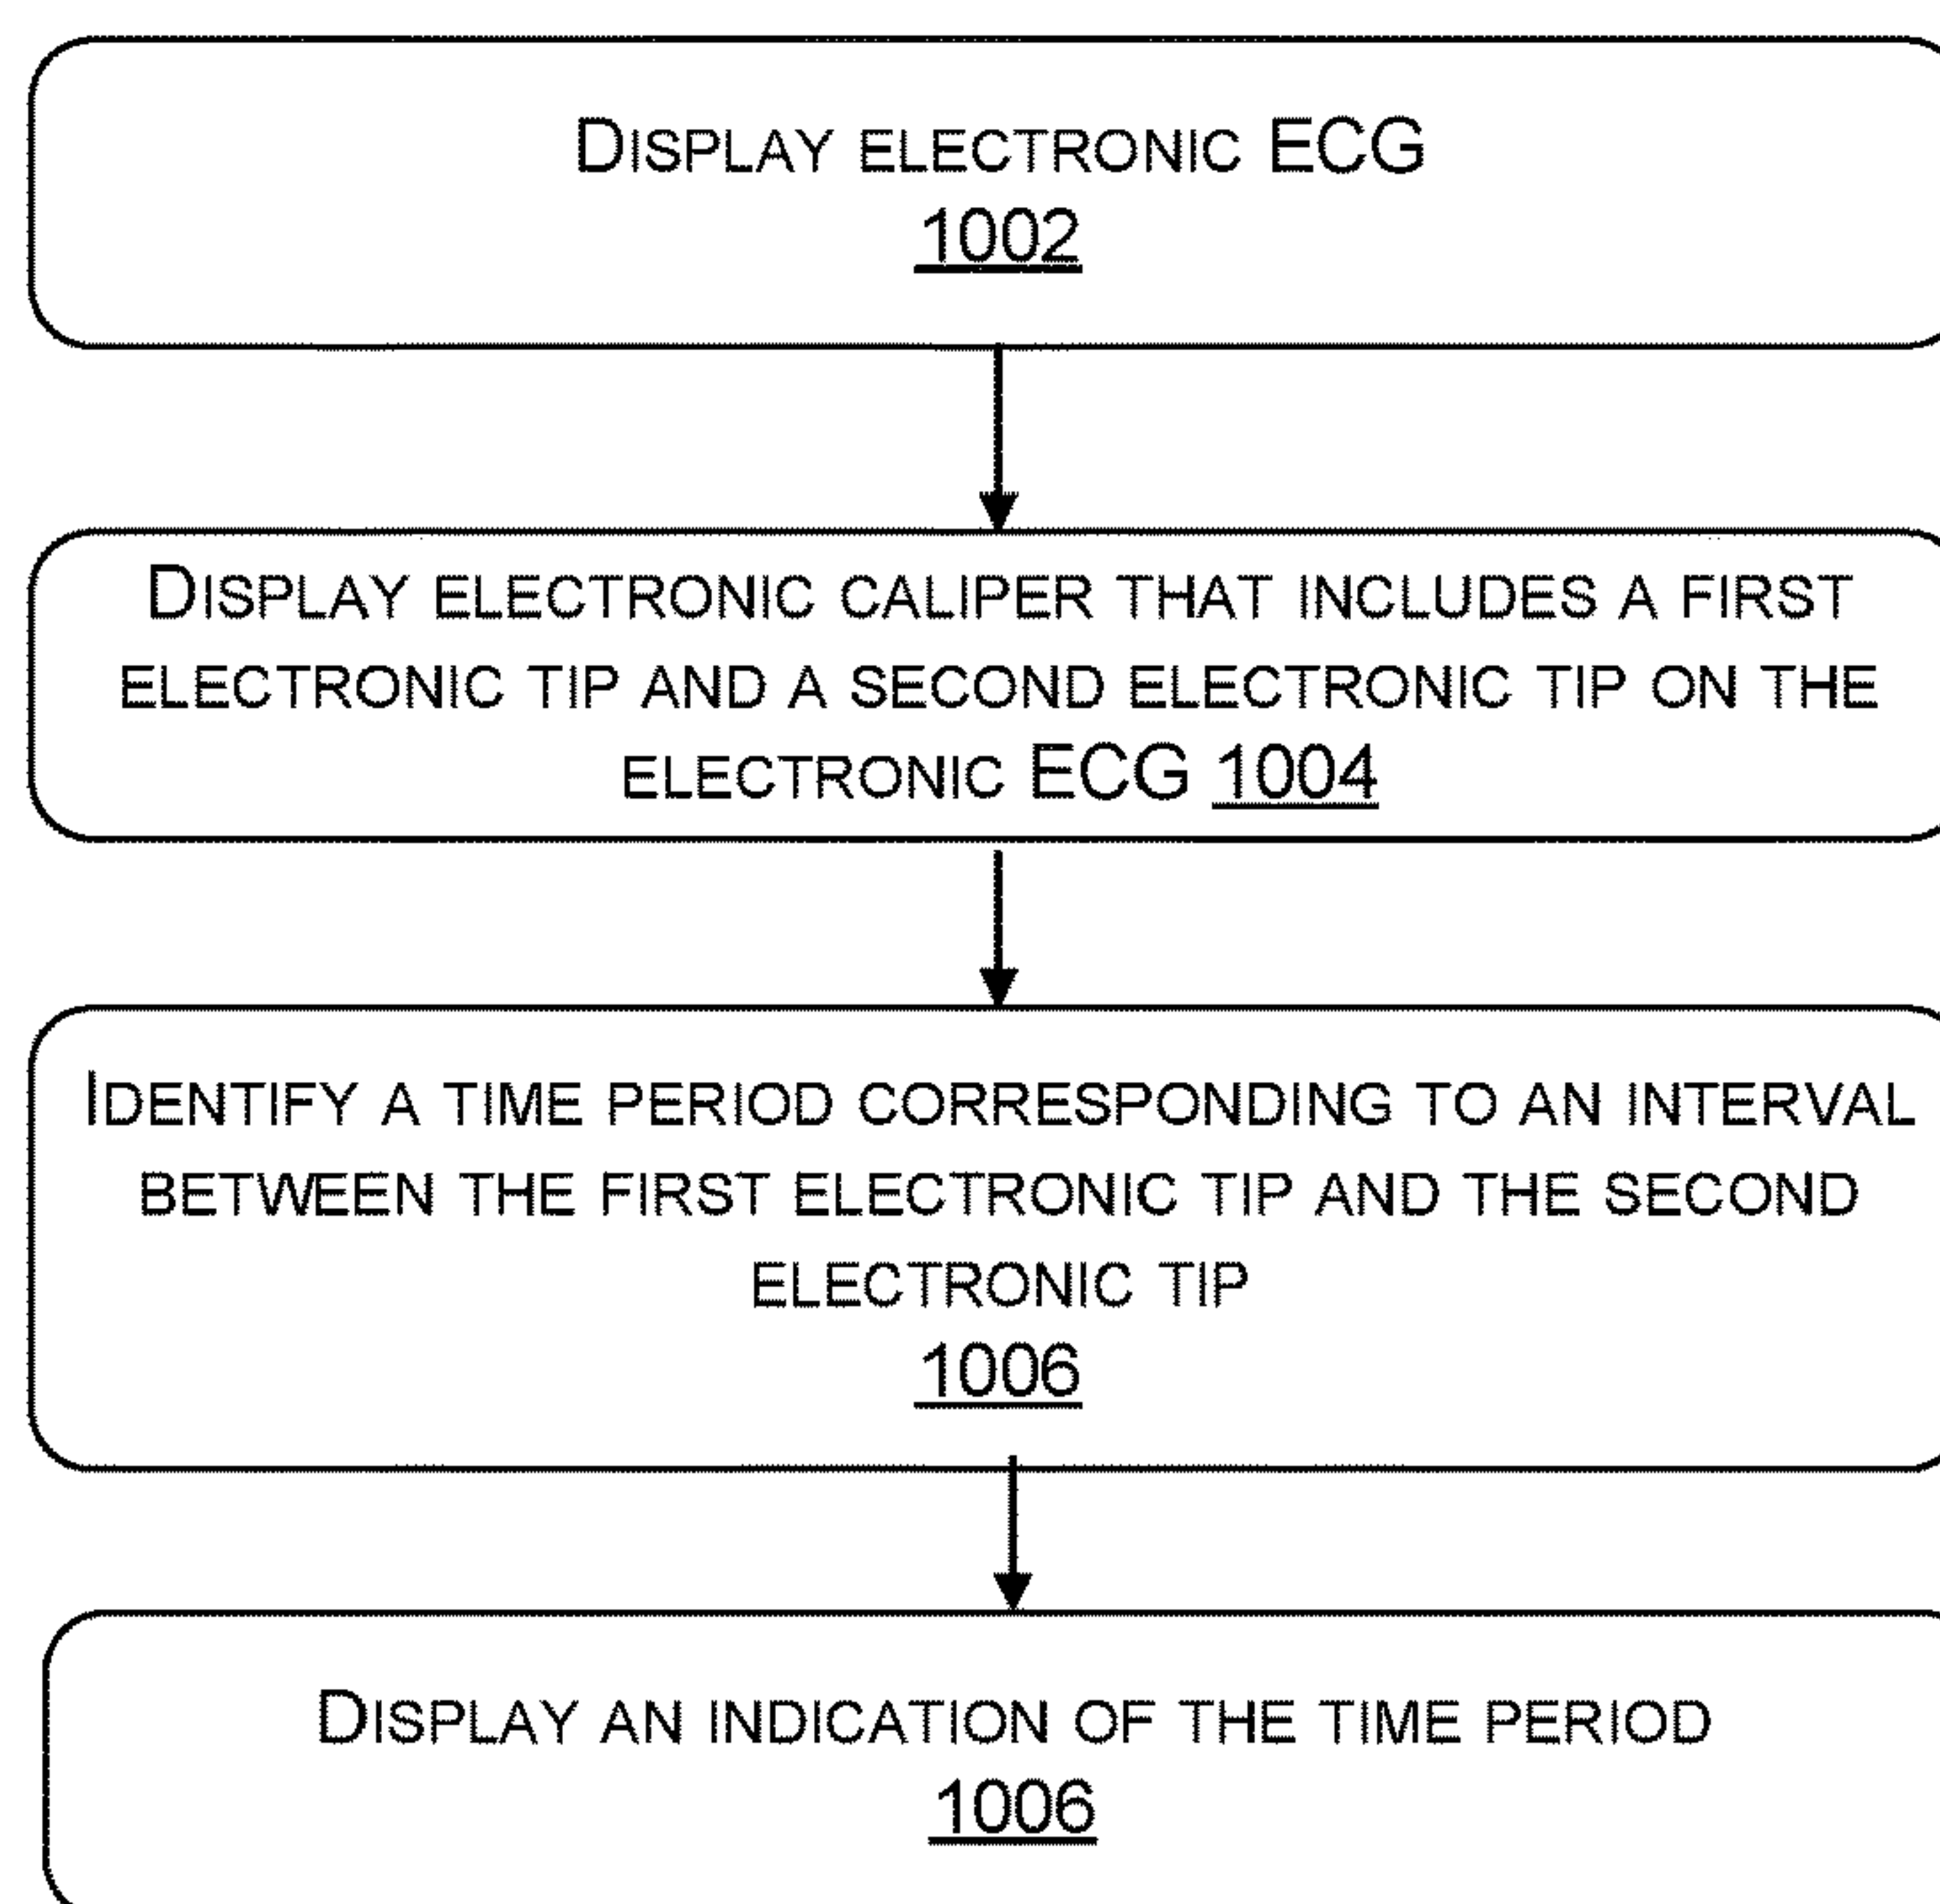 DISPLAY ELECTRONIC ECG
1002
DISPLAY ELECTRONIC CALIPER THAT INCLUDES A FIRST
ELECTRONIC TIP AND A SECOND ELECTRONIC TIP ON THE
ELECTRONIC ECG 1004
IDENTIFY A TIME PERIOD CORRESPONDING TO AN INTERVAL
BETWEEN THE FIRST ELECTRONIC TIP AND THE SECOND
ELECTRONIC TIP
1006
DISPLAY AN INDICATION OF THE TIME PERIOD
1006